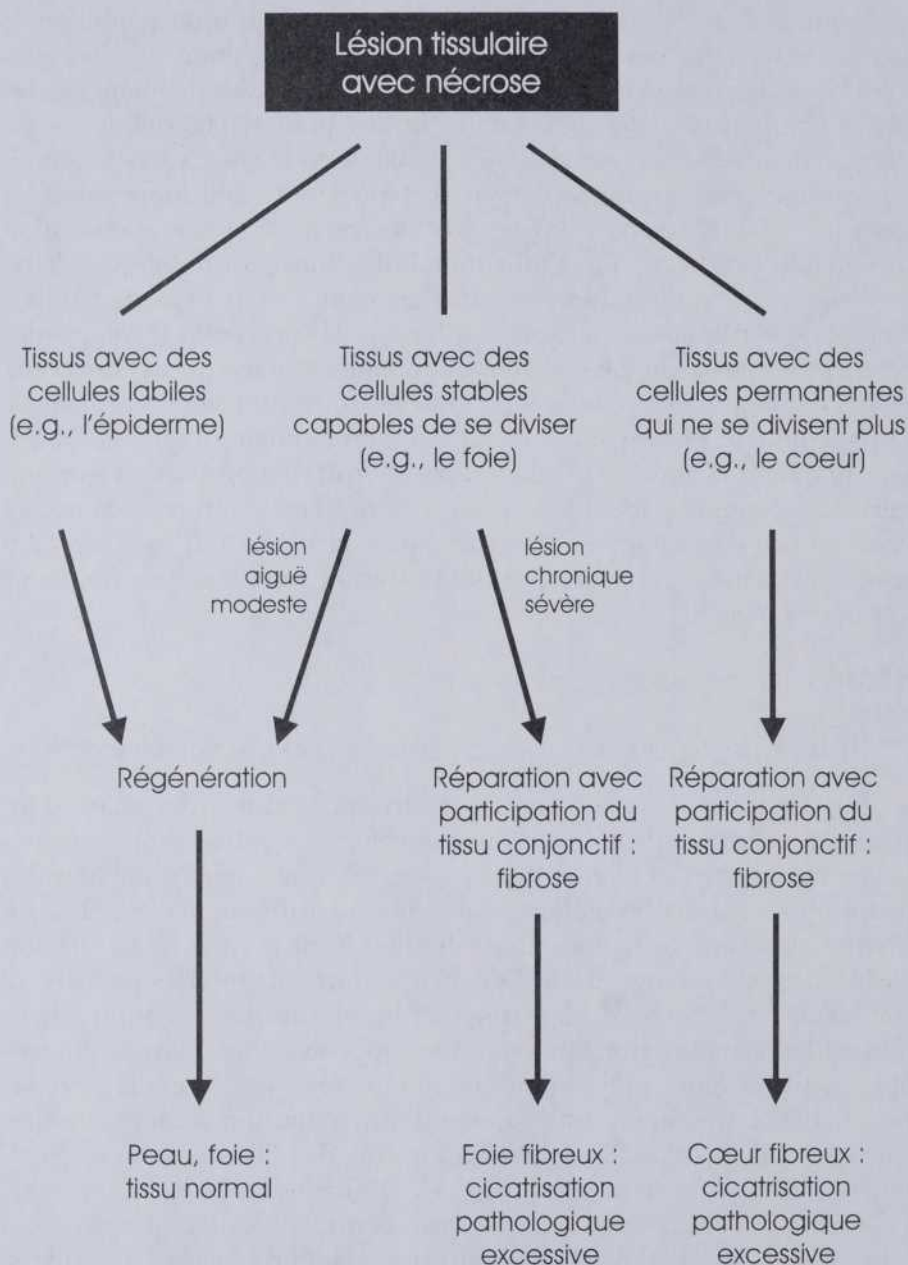 Lésion tissulaire
avec nécrose
Tissus avec des
cellules labiles
(e.g., l'épiderme)
Tissus avec des
cellules stables
capables de se diviser
(e.g., le foie)
Tissus avec des
cellules permanentes
qui ne se divisent plus
(e.g., le coeur)
lésion
aiguë
modeste
lésion
chronique
sévère
Régénération
Réparation avec
participation du
tissu conjonctif :
fibrose
Réparation avec
participation du
tissu conjonctif :
fibrose
Peau, foie :
tissu normal
Foie fibreux :
cicatrisation
pathologique
excessive
Cœur fibreux :
cicatrisation
pathologique
excessive